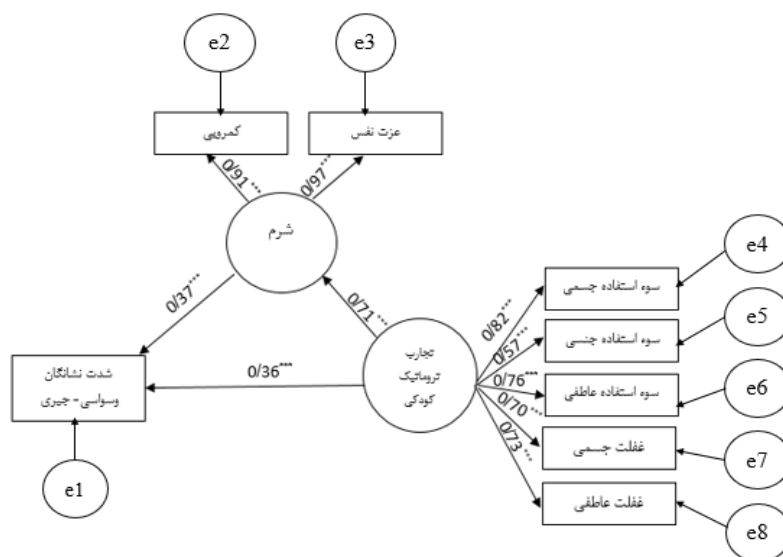 e2
e3
کمرویی
عزت نفس
0/91***
0/97***
شرم
e4
سوء استفاده جسمی
0/37***
0/71***
0/82***
e5
سوء استفاده جنسی
0/57***
تجارب
تروماتیک
کودکی
شدت نشانگان
وسواسی- جبری
0/36***
0/76***
سوء استفاده عاطفی
e6
0/70***
غفلت جسمی
e7
0/73***
e1
غفلت عاطفی
e8